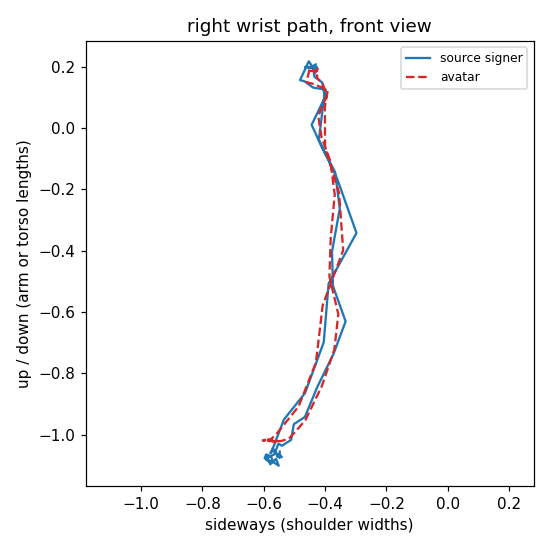 right wrist path, front view
source signer
avatar
up / down (arm or torso lengths)
0.2
0.0
−0.2
−0.4
−0.6
−0.8
−1.0
−1.0
−0.8
−0.6
−0.4
−0.2
0.0
0.2
sideways (shoulder widths)